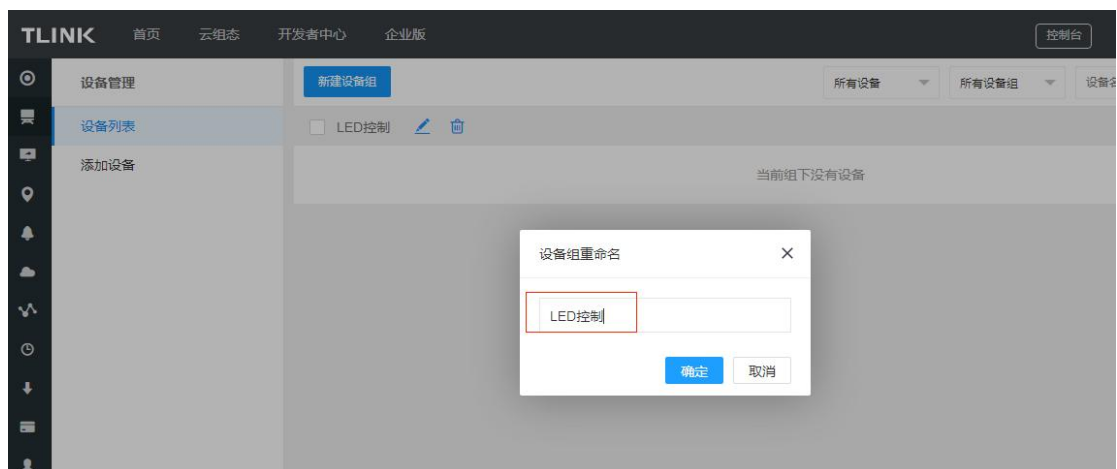 TLINK 首页 云组态 开发者中心 企业版 控制台
设备管理 新建设备组 所有设备 所有设备组
设备列表 LED控制
添加设备
当前组下没有设备
设备组重命名
LED控制
确定 取消